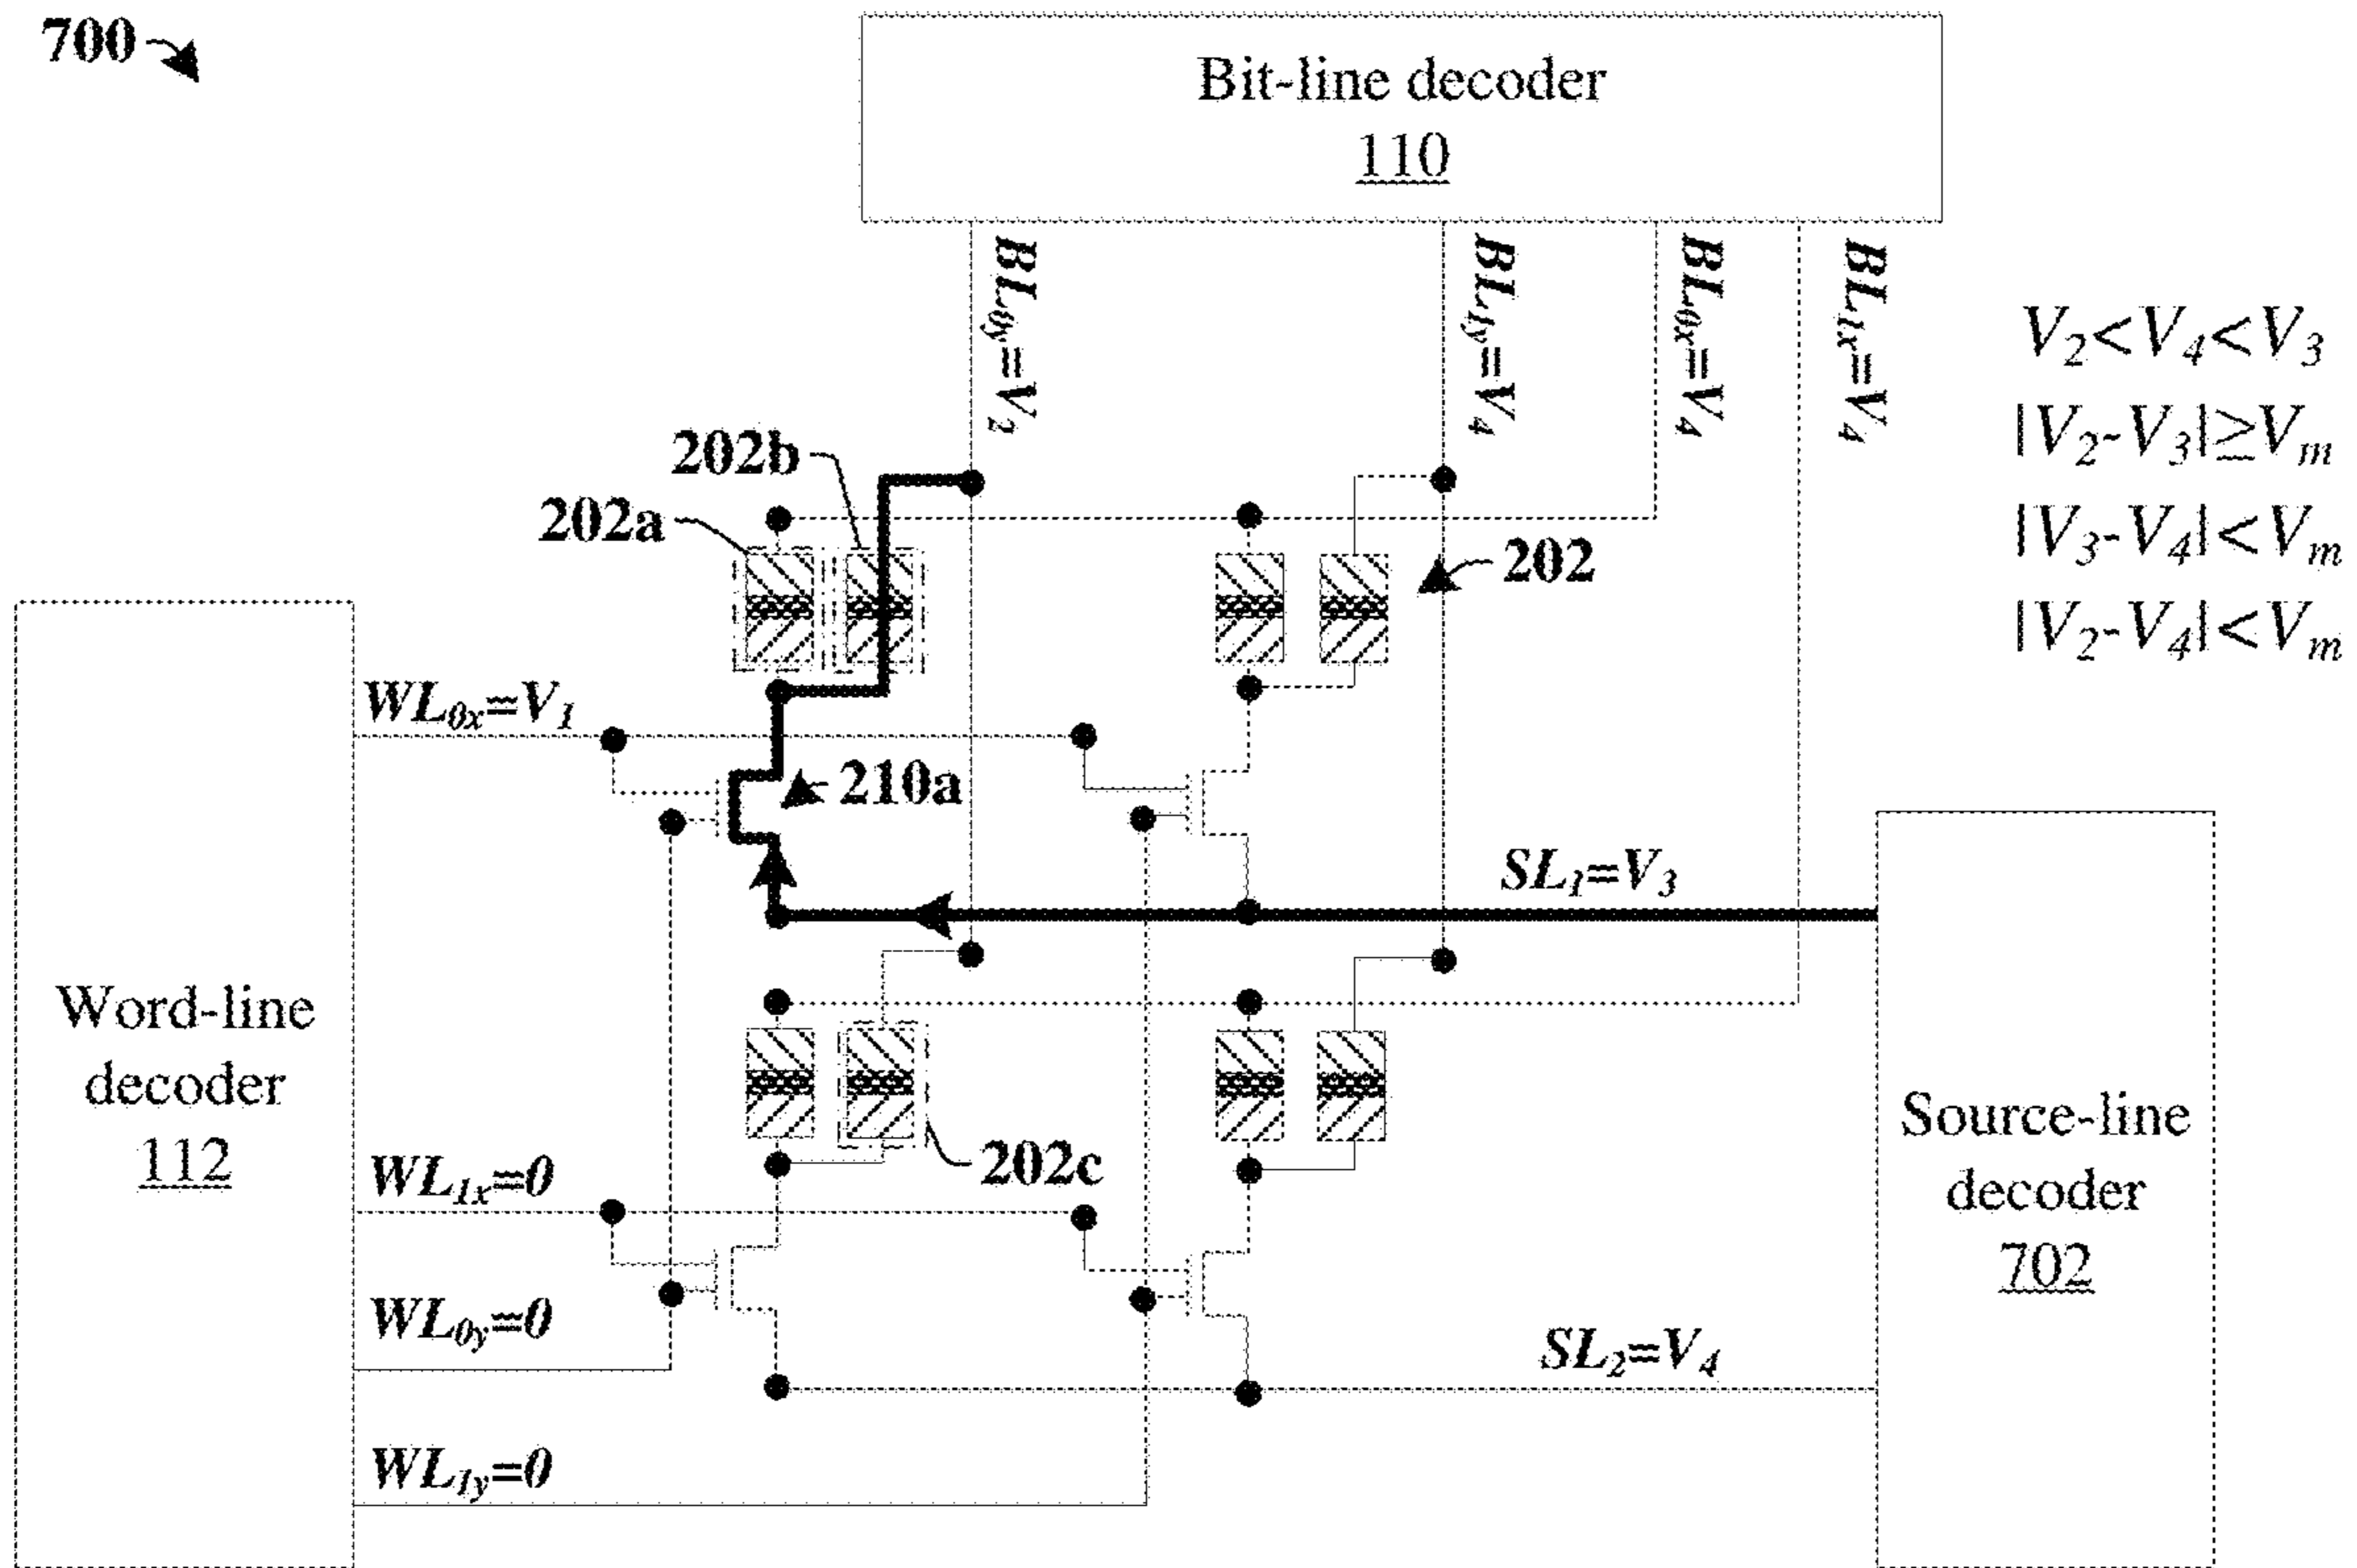 700
Bit-line decoder
110
BL0y=V2
BL1y=V4
BL0x=V4
BL1x=V4
V2<V4<V3
|V2-V3|≥Vm
|V3-V4|<Vm
|V2-V4|<Vm
202b
202a
202
WL0x=V1
210a
SL1=V3
Word-line
decoder
112
Source-line
decoder
702
202c
WL1x=0
WL0y=0
SL2=V4
WL1y=0